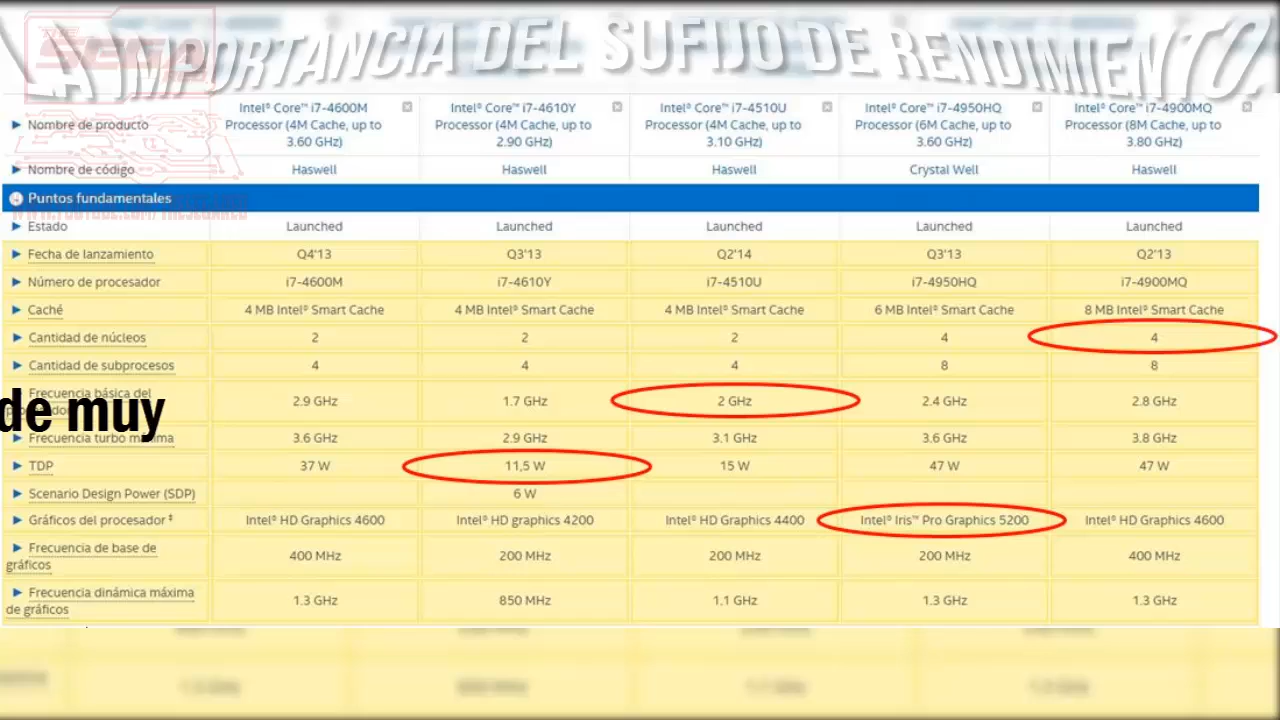 LA IMPORTANCIA DEL SUFIJO DE RENDIMIENTO.
THE SEGA
Intel® Core™ i7-4600M Intel® Core™ i7-4610Y Intel® Core™ i7-4510U Intel® Core™ i7-4950HQ Intel® Core™ i7-4900MQ
Nombre de producto Processor (4M Cache, up to Processor (4M Cache, up to Processor (4M Cache, up to Processor (6M Cache, up to Processor (8M Cache, up to
3.60 GHz) 2.90 GHz) 3.10 GHz) 3.60 GHz) 3.80 GHz)
Nombre de código Haswell Haswell Haswell Crystal Well Haswell
Puntos fundamentales
WWW.YOUTUBE.COM/THESEGARED
Estado Launched Launched Launched Launched Launched
Fecha de lanzamiento Q4'13 Q3'13 Q2'14 Q3'13 Q2'13
Número de procesador i7-4600M i7-4610Y i7-4510U i7-4950HQ i7-4900MQ
Caché 4 MB Intel® Smart Cache 4 MB Intel® Smart Cache 4 MB Intel® Smart Cache 6 MB Intel® Smart Cache 8 MB Intel® Smart Cache
Cantidad de núcleos 2 2 2 4 4
Cantidad de subprocesos 4 4 4 8 8
Frecuencia básica del
2.9 GHz 1.7 GHz 2 GHz 2.4 GHz 2.8 GHz
de muy
Frecuencia turbo máxima 3.6 GHz 2.9 GHz 3.1 GHz 3.6 GHz 3.8 GHz
TDP 37 W 11,5 W 15 W 47 W 47 W
Scenario Design Power (SDP) 6 W
Gráficos del procesador ‡ Intel® HD Graphics 4600 Intel® HD graphics 4200 Intel® HD Graphics 4400 Intel® Iris™ Pro Graphics 5200 Intel® HD Graphics 4600
Frecuencia de base de
gráficos 400 MHz 200 MHz 200 MHz 200 MHz 400 MHz
Frecuencia dinámica máxima
de gráficos 1.3 GHz 850 MHz 1.1 GHz 1.3 GHz 1.3 GHz